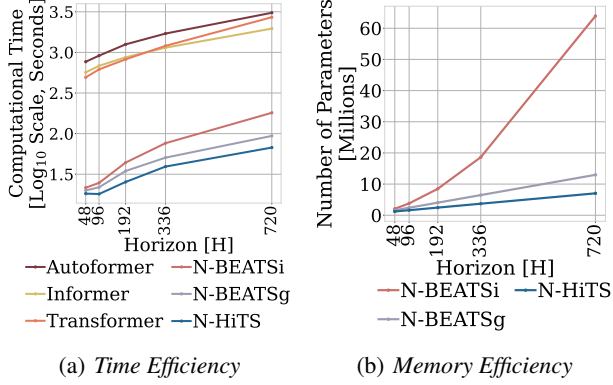 Computational Time
[Log10 Scale, Seconds]
3.5
3.0
2.5
2.0
1.5
48
96
192
336
720
Horizon [H]
Autoformer
Informer
Transformer
N-BEATSi
N-BEATSg
N-HiTS
(a) Time Efficiency
Number of Parameters
[Millions]
60
50
40
30
20
10
0
48
96
192
336
720
Horizon [H]
N-BEATSi
N-BEATSg
N-HiTS
(b) Memory Efficiency